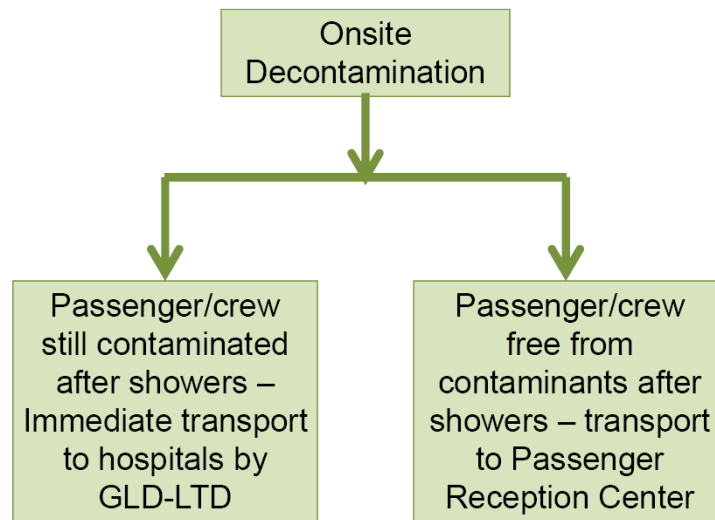 Onsite
Decontamination
Passenger/crew
still contaminated
after showers –
Immediate transport
to hospitals by
GLD-LTD
Passenger/crew
free from
contaminants after
showers – transport
to Passenger
Reception Center